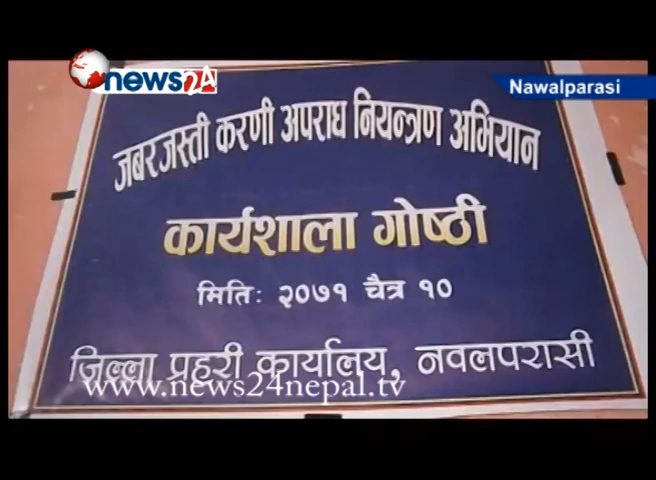 news24
Nawalparasi
जबरजस्ती करणी अपराध नियन्त्रण अभियान
कार्यशाला गोष्ठी
मिति: २०७१ चैत्र १०
जिल्ला प्रहरी कार्यालय, नवलपरासी
www.news24nepal.tv